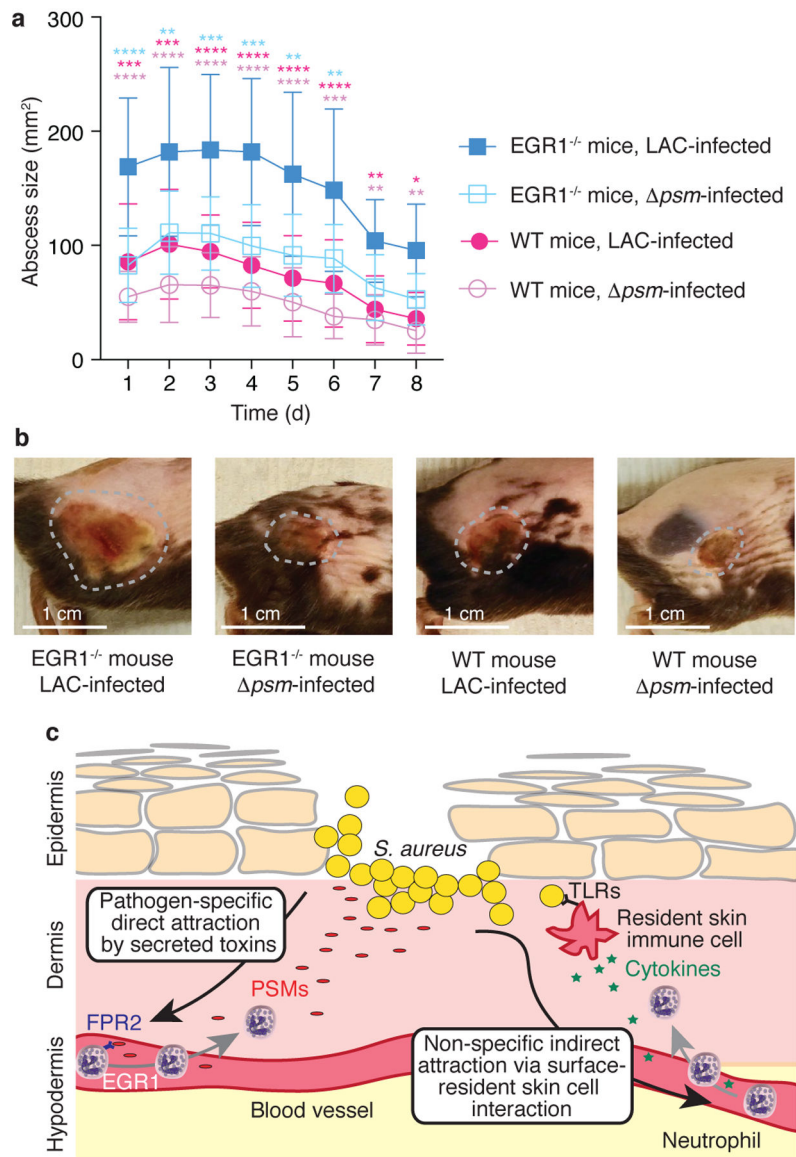 a
300
200
100
0
Abscess size (mm²)
**** ** *** *** ** **
*** *** **** **** **** **** ** *
**** **** **** **** **** *** ** **
1 2 3 4 5 6 7 8
Time (d)
EGR1-/- mice, LAC-infected
EGR1-/- mice, Δpsm-infected
WT mice, LAC-infected
WT mice, Δpsm-infected
b
1 cm
1 cm
1 cm
1 cm
EGR1-/- mouse
LAC-infected
EGR1-/- mouse
Δpsm-infected
WT mouse
LAC-infected
WT mouse
Δpsm-infected
c
Epidermis
Dermis
Hypodermis
S. aureus
Pathogen-specific
direct attraction
by secreted toxins
TLRs
Resident skin
immune cell
Cytokines
PSMs
FPR2
EGR1
Non-specific indirect
attraction via surface-
resident skin cell
interaction
Blood vessel
Neutrophil